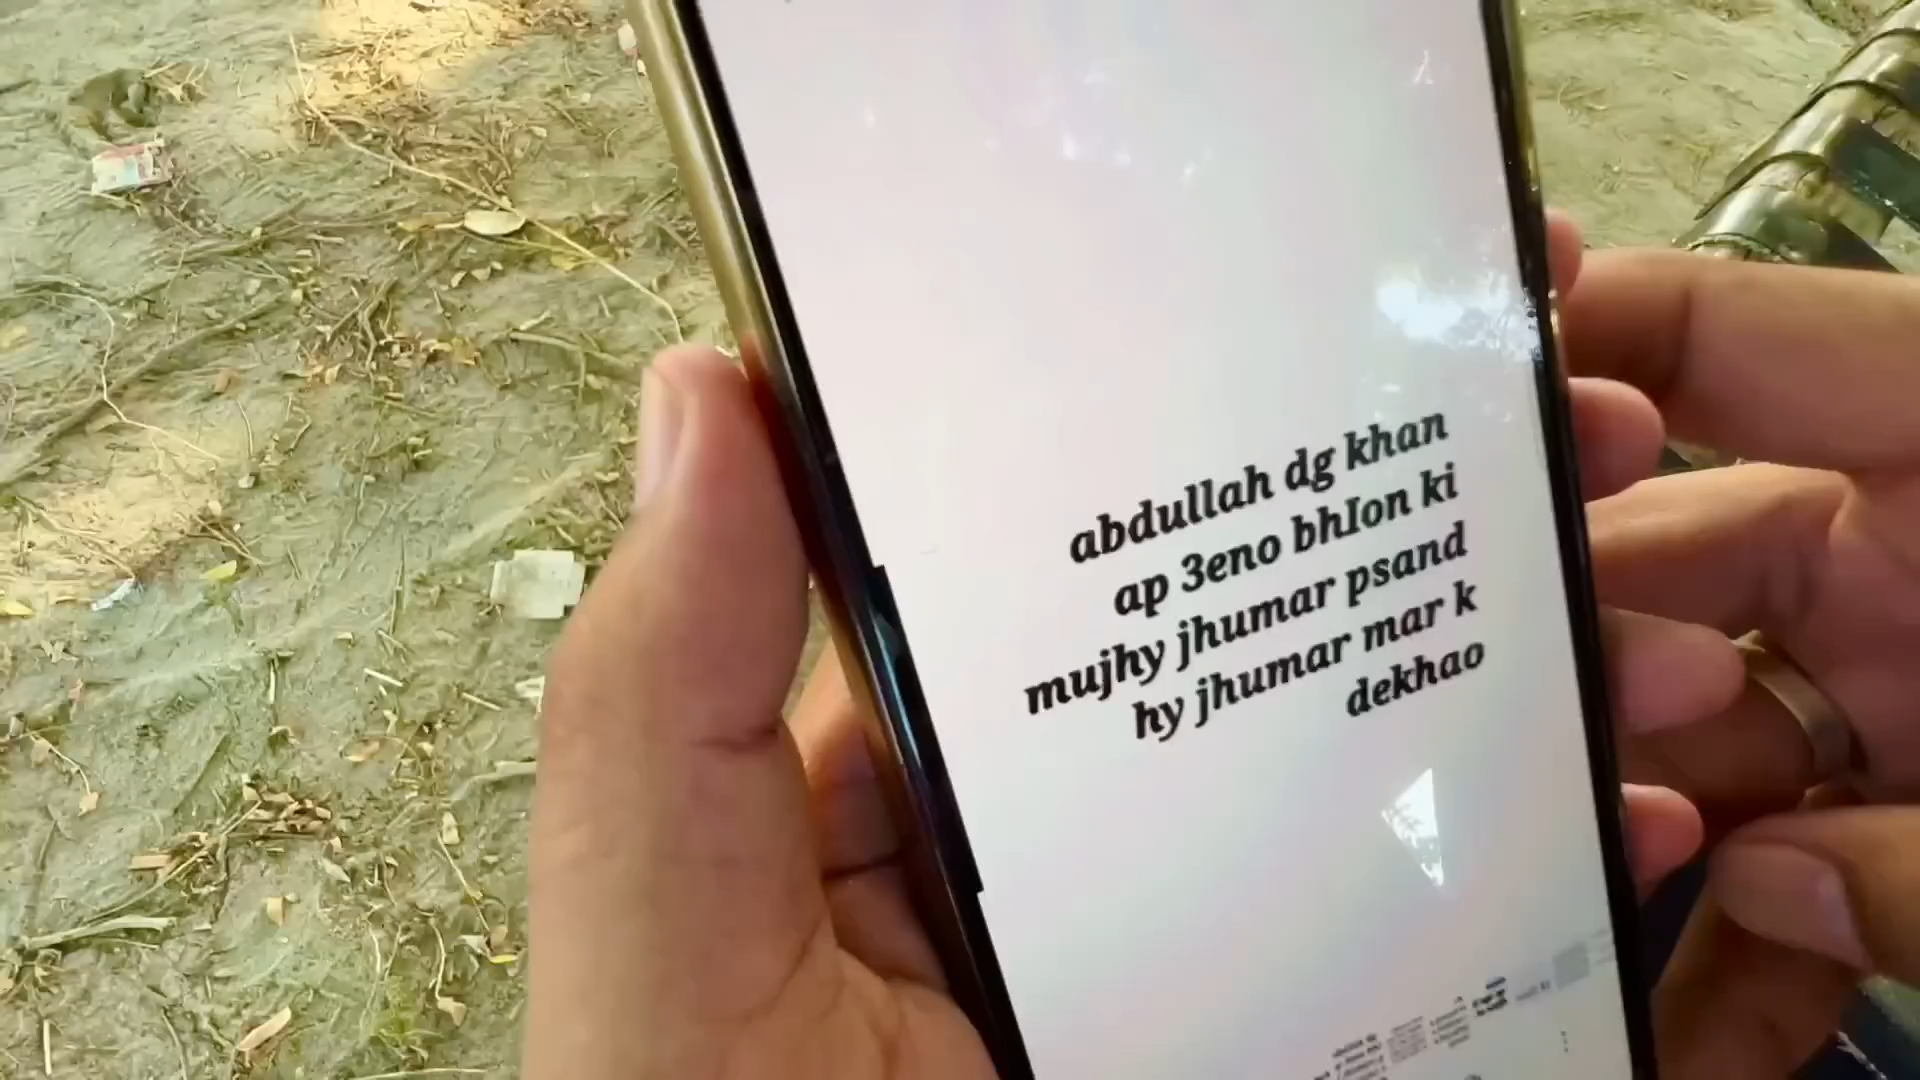 abdullah dg khan
ap 3eno bhIon ki
mujhy jhumar psand
hy jhumar mar k
dekhao